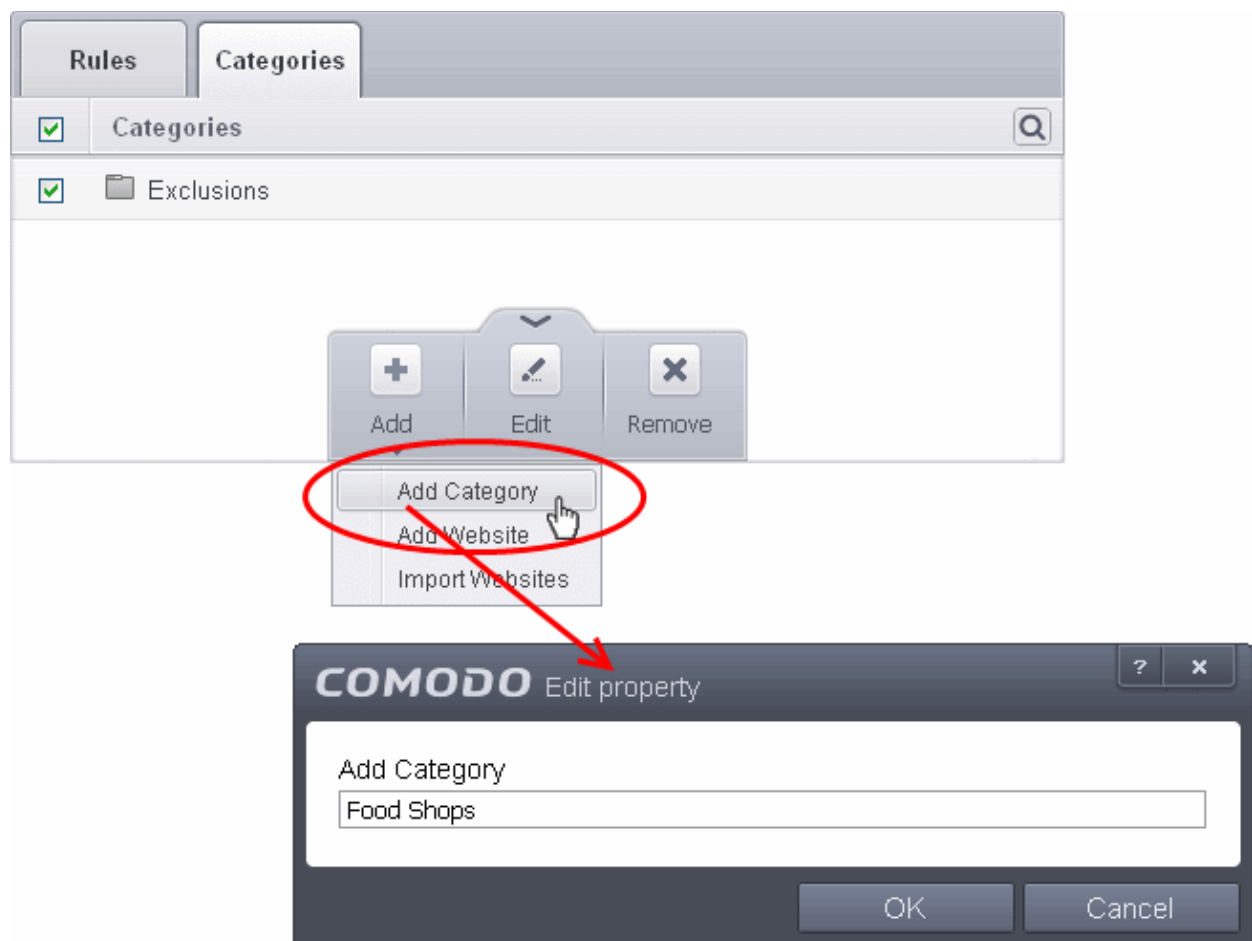 Rules Categories
Categories
Exclusions
Add Edit Remove
Add Category
Add Website
Import Websites
COMODO Edit property ? x
Add Category
Food Shops
OK Cancel